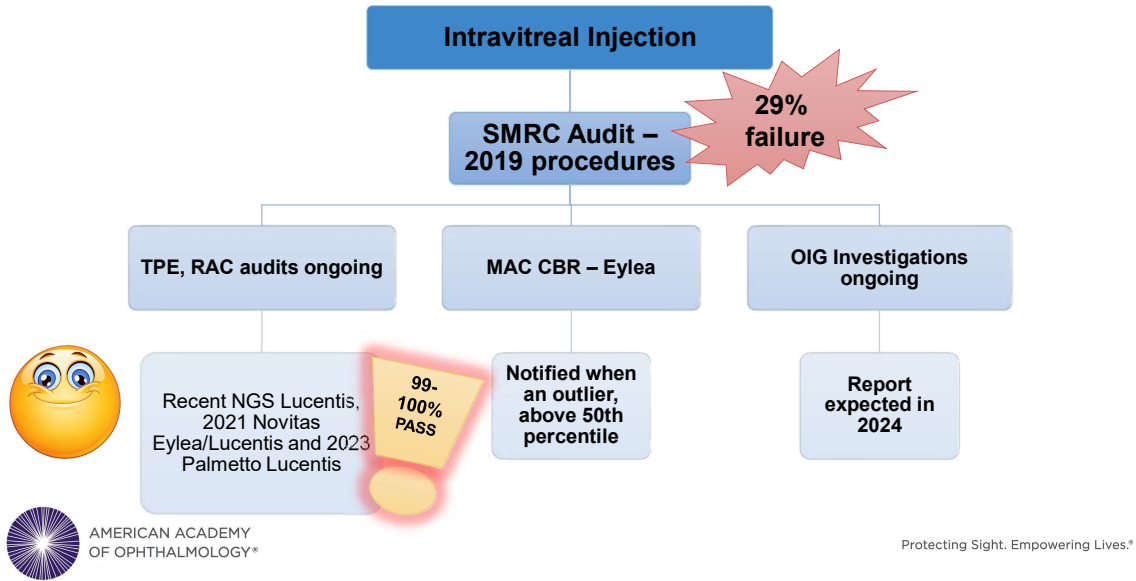 Intravitreal Injection
29%
failure
SMRC Audit –
2019 procedures
TPE, RAC audits ongoing
MAC CBR – Eylea
OIG Investigations
ongoing
Recent NGS Lucentis,
2021 Novitas
Eylea/Lucentis and 2023
Palmetto Lucentis
99-
100%
PASS
Notified when
an outlier,
above 50th
percentile
Report
expected in
2024
AMERICAN ACADEMY
OF OPHTHALMOLOGY®
Protecting Sight. Empowering Lives.®